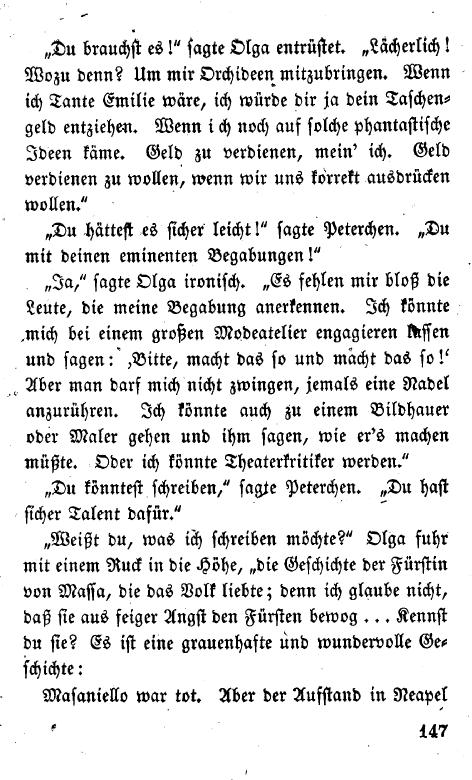 „Du brauchst es!“ sagte Olga entrüstet. „Lächerlich!
Wozu denn? Um mir Orchideen mitzubringen. Wenn
ich Tante Emilie wäre, ich würde dir ja dein Taschen-
geld entziehen. Wenn ich noch auf solche phantastische
Ideen käme. Geld zu verdienen, mein’ ich. Geld
verdienen zu wollen, wenn wir uns korrekt ausdrücken
wollen.“
„Du hättest es sicher leicht!“ sagte Peterchen. „Du
mit deinen eminenten Begabungen!“
„Ja,“ sagte Olga ironisch. „Es fehlen mir bloß die
Leute, die meine Begabung anerkennen. Ich könnte
mich bei einem großen Modeatelier engagieren lassen
und sagen: ‚Bitte, macht das so und macht das so!‘
Aber man darf mich nicht zwingen, jemals eine Nadel
anzurühren. Ich könnte auch zu einem Bildhauer
oder Maler gehen und ihm sagen, wie er’s machen
müßte. Oder ich könnte Theaterkritiker werden.“
„Du könntest schreiben,“ sagte Peterchen. „Du hast
sicher Talent dafür.“
„Weißt du, was ich schreiben möchte?“ Olga fuhr
mit einem Ruck in die Höhe, „die Geschichte der Fürstin
von Massa, die das Volk liebte; denn ich glaube nicht,
daß sie aus feiger Angst den Fürsten bewog ... Kennst
du sie? Es ist eine grauenhafte und wundervolle Ge-
schichte:
Masaniello war tot. Aber der Aufstand in Neapel
147